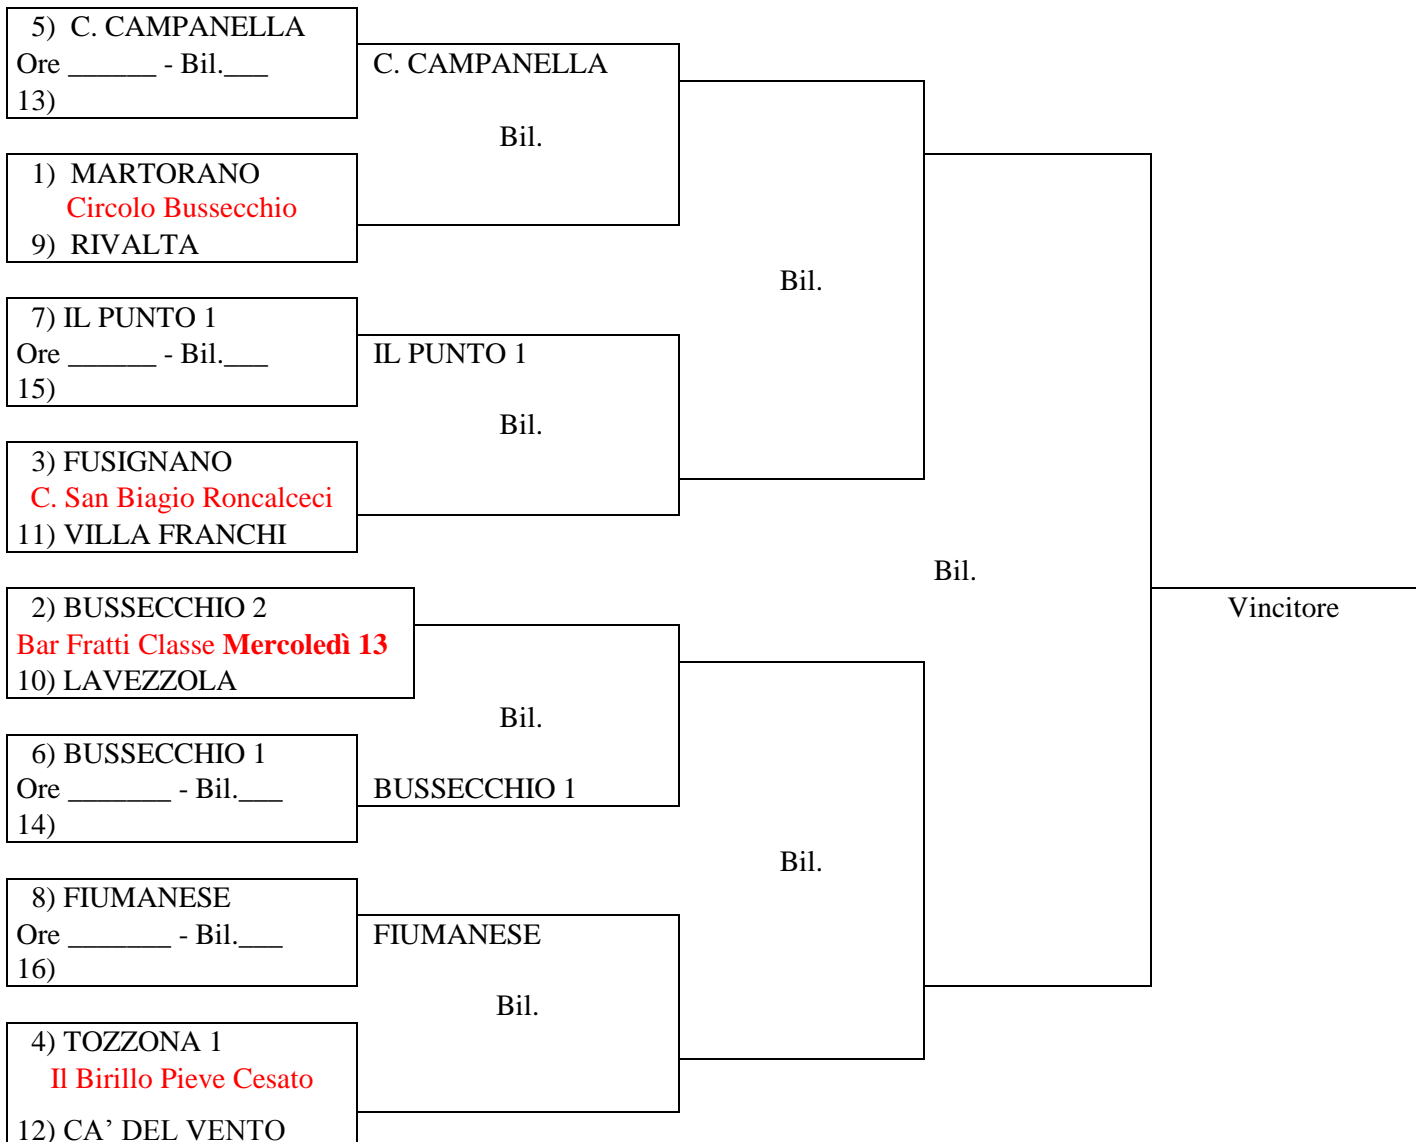 5) C. CAMPANELLA
Ore ______ - Bil.___
13)
C. CAMPANELLA
Bil.
1) MARTORANO
Circolo Bussecchio
9) RIVALTA
Bil.
7) IL PUNTO 1
Ore ______ - Bil.___
15)
IL PUNTO 1
Bil.
3) FUSIGNANO
C. San Biagio Roncalceci
11) VILLA FRANCHI
Bil.
Vincitore
2) BUSSECCHIO 2
Bar Fratti Classe Mercoledì 13
10) LAVEZZOLA
Bil.
6) BUSSECCHIO 1
Ore _______ - Bil.___
14)
BUSSECCHIO 1
Bil.
8) FIUMANESE
Ore _______ - Bil.___
16)
FIUMANESE
Bil.
4) TOZZONA 1
Il Birillo Pieve Cesato
12) CA’ DEL VENTO